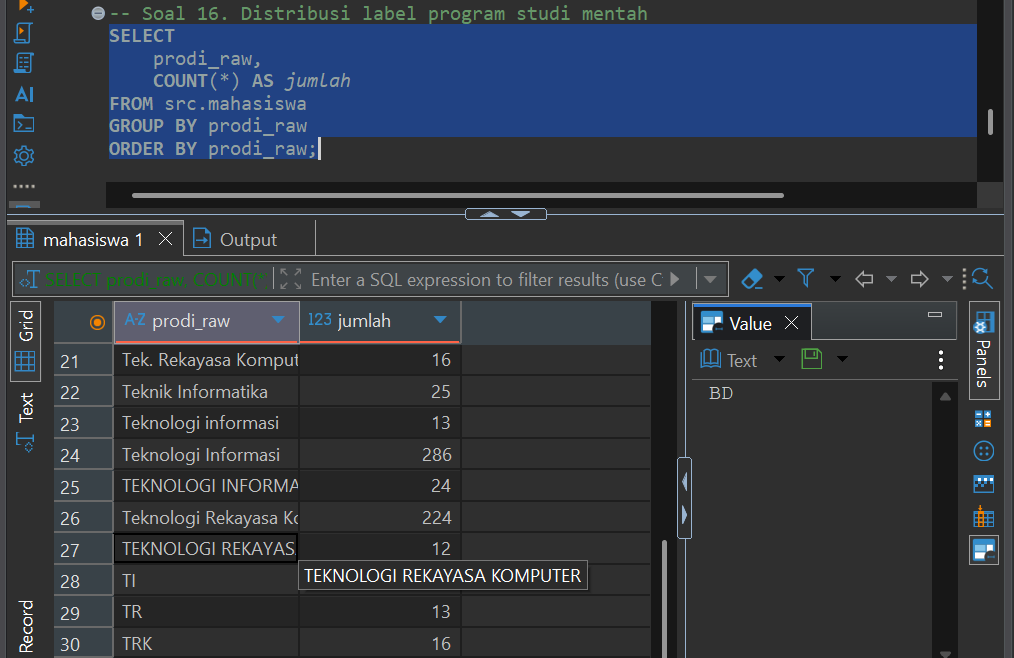 -- Soal 16. Distribusi label program studi mentah
SELECT
prodi_raw,
COUNT(*) AS jumlah
FROM src.mahasiswa
GROUP BY prodi_raw
ORDER BY prodi_raw;
AI
mahasiswa 1
Output
SELECT prodi_raw, COUNT(*
Enter a SQL expression to filter results (use C
Grid
Text
Record
A-Z prodi_raw
123 jumlah
21 Tek. Rekayasa Komput 16
22 Teknik Informatika 25
23 Teknologi informasi 13
24 Teknologi Informasi 286
25 TEKNOLOGI INFORMA 24
26 Teknologi Rekayasa Ko 224
27 TEKNOLOGI REKAYAS 12
TEKNOLOGI REKAYASA KOMPUTER
28 TI
29 TR 13
30 TRK 16
Value
Text
BD
Panels